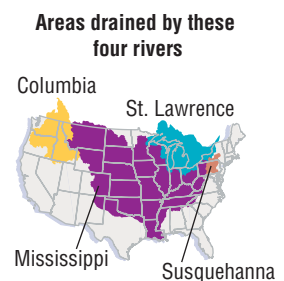 Areas drained by these
four rivers
Columbia
St. Lawrence
Mississippi
Susquehanna